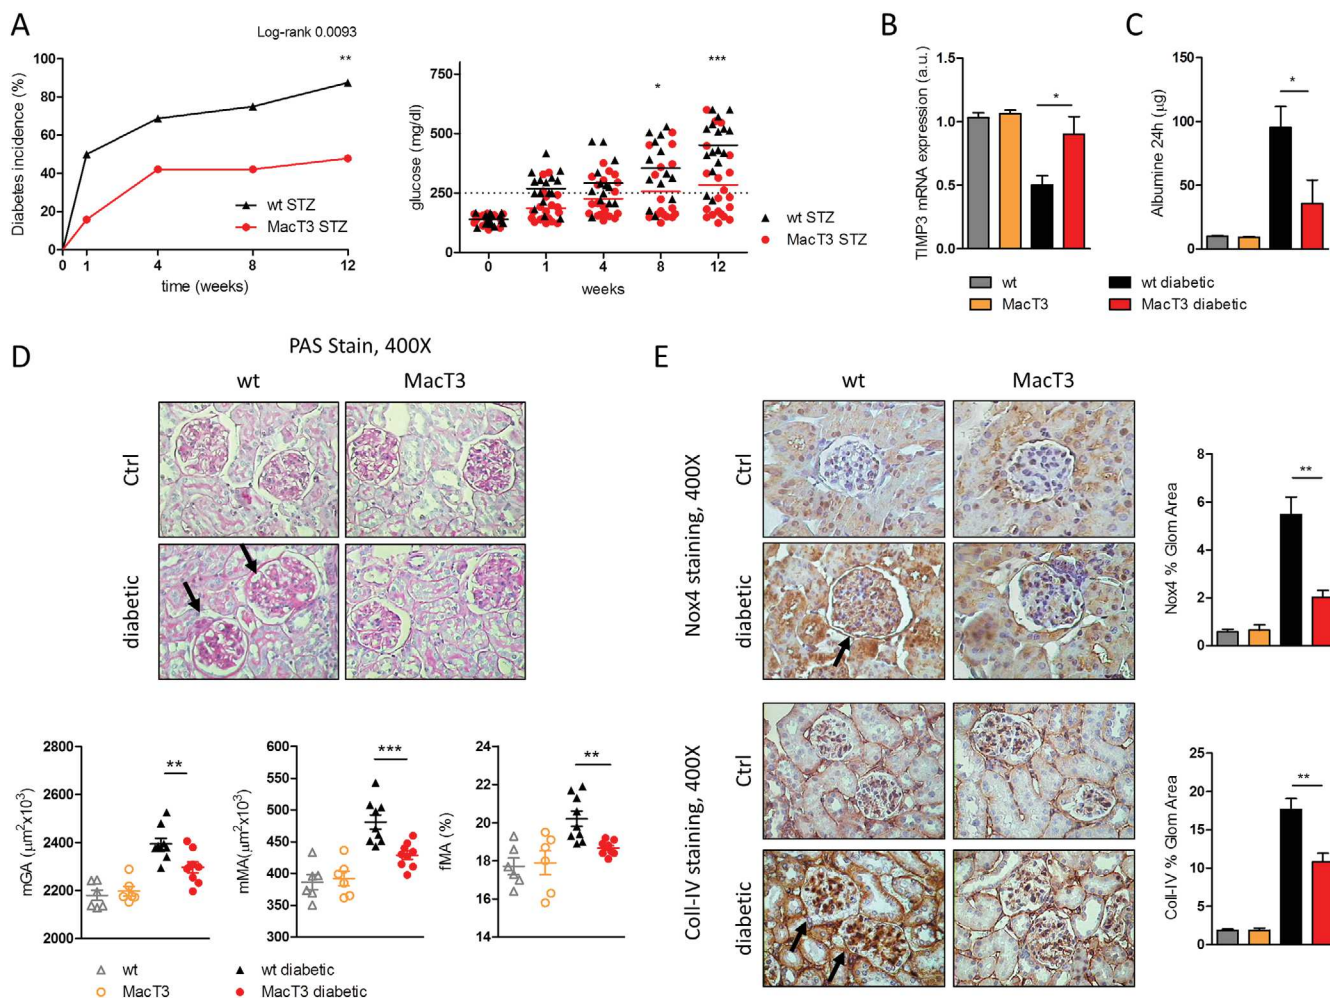 A
Log-rank 0.0093
Diabetes incidence (%)
100
80
60
40
20
0
**
wt STZ
MacT3 STZ
0 1 4 8 12
time (weeks)
glucose (mg/dl)
750
500
250
0
*
***
wt STZ
MacT3 STZ
0 1 4 8 12
weeks
B
TIMP3 mRNA expression (a.u.)
1.5
1.0
0.5
0.0
*
C
Albumine 24h (µg)
150
100
50
0
*
wt
MacT3
wt diabetic
MacT3 diabetic
D
PAS Stain, 400X
wt MacT3
Ctrl
diabetic
mGA (µm²x10³)
2800
2600
2400
2200
2000
**
mMA(µm²x10³)
600
550
500
450
400
350
300
***
fMA (%)
24
22
20
18
16
14
**
wt
MacT3
wt diabetic
MacT3 diabetic
E
wt MacT3
Nox4 staining, 400X
Ctrl
diabetic
Nox4 % Glom Area
8
6
4
2
0
**
Coll-IV staining, 400X
Ctrl
diabetic
Coll-IV % Glom Area
25
20
15
10
5
0
**